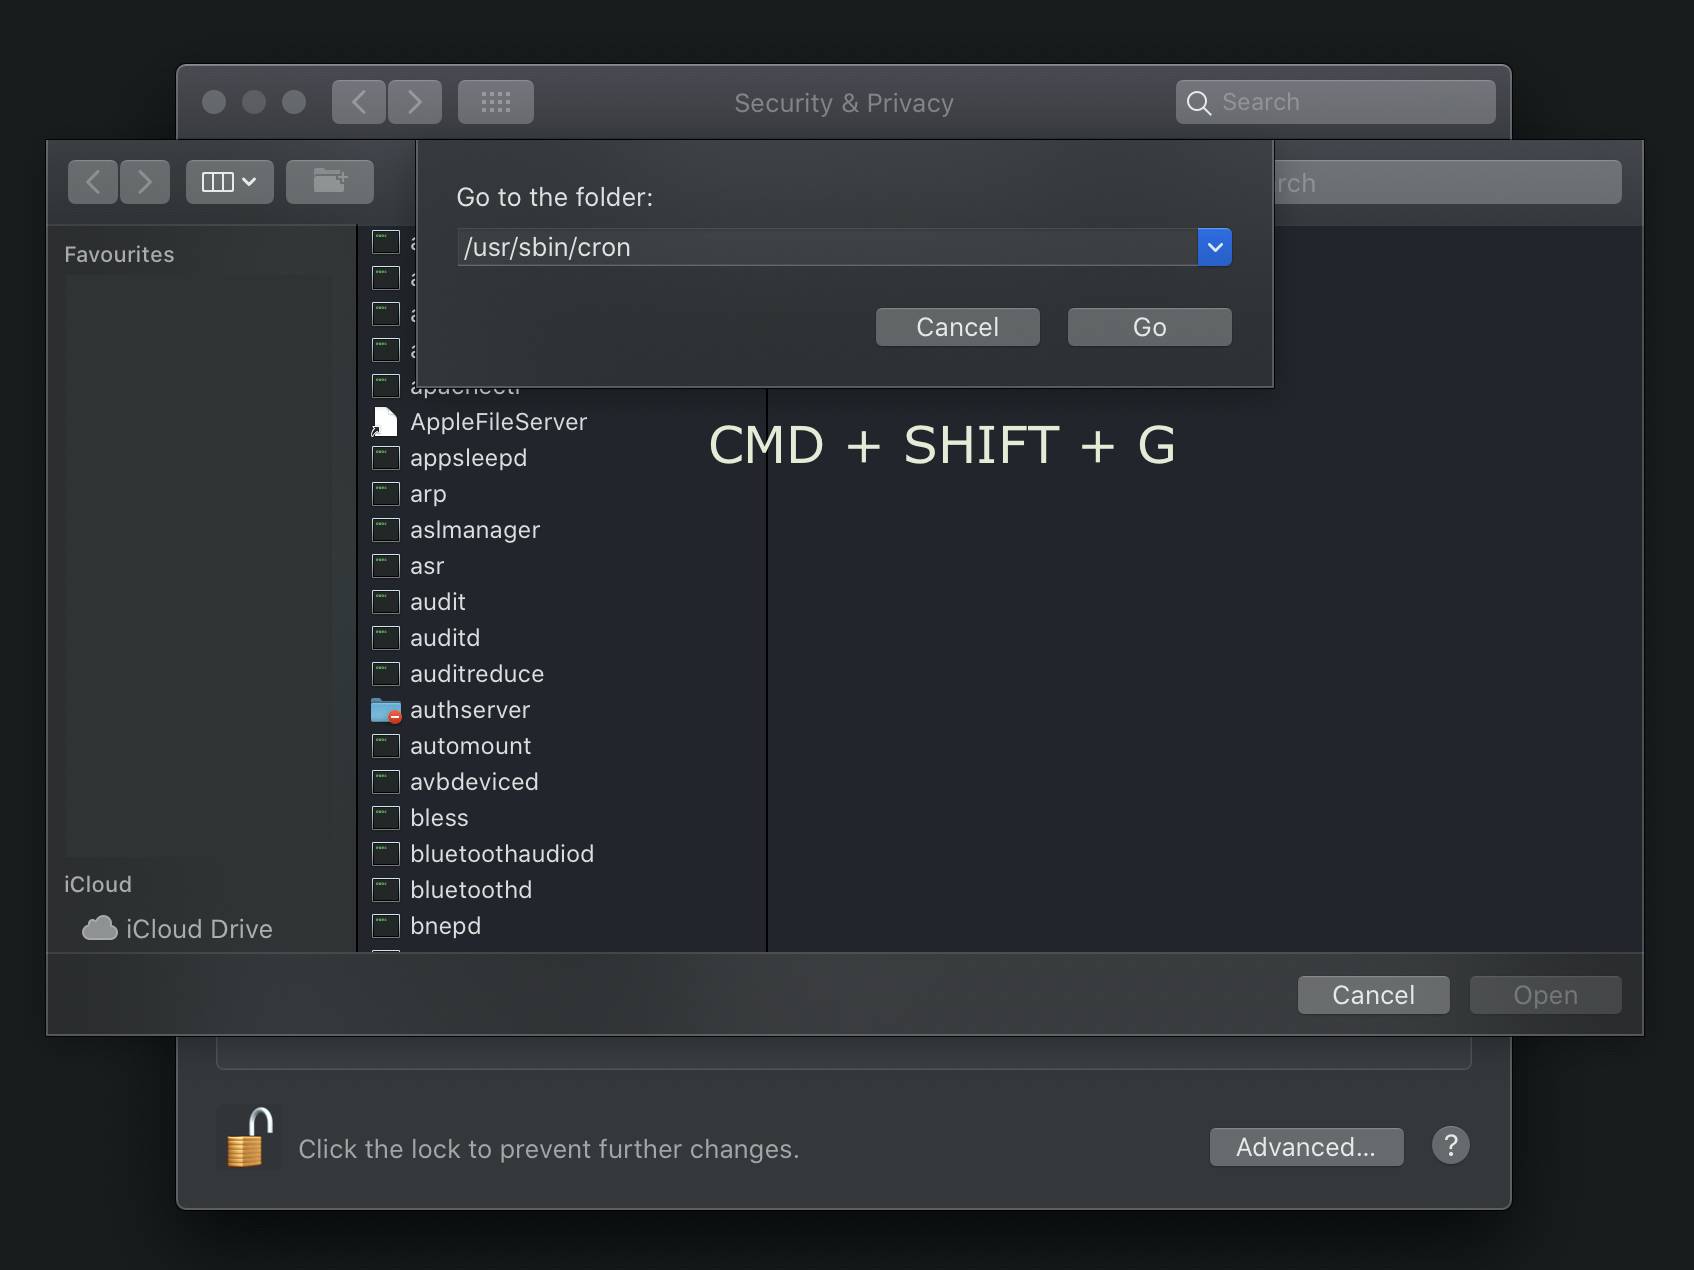 Security & Privacy
Search
Go to the folder:
/usr/sbin/cron
Cancel
Go
rch
Favourites
AppleFileServer
appsleepd
arp
aslmanager
asr
audit
auditd
auditreduce
authserver
automount
avbdeviced
bless
bluetoothaudiod
bluetoothd
bnepd
CMD + SHIFT + G
iCloud
iCloud Drive
Cancel
Open
Click the lock to prevent further changes.
Advanced...
?